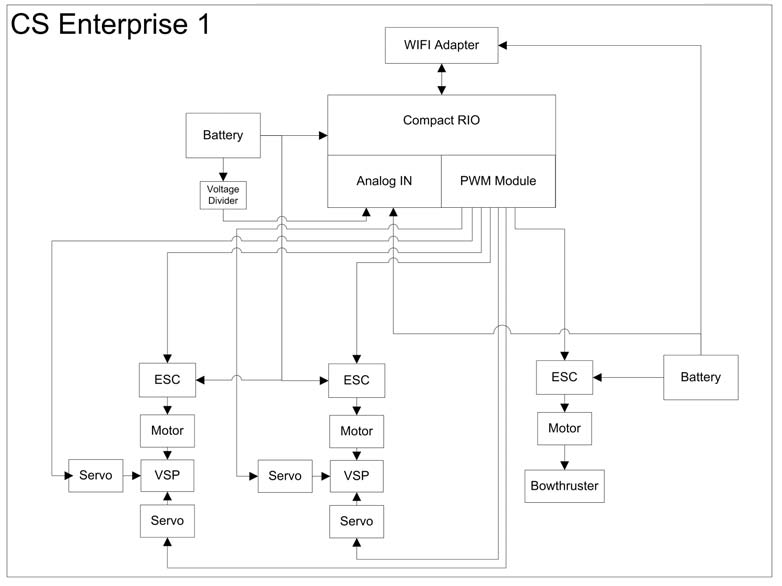 CS Enterprise 1
WIFI Adapter
Compact RIO
Battery
Analog IN
PWM Module
Voltage
Divider
ESC
ESC
ESC
Battery
Motor
Motor
Motor
Servo
VSP
Servo
VSP
Bowthruster
Servo
Servo